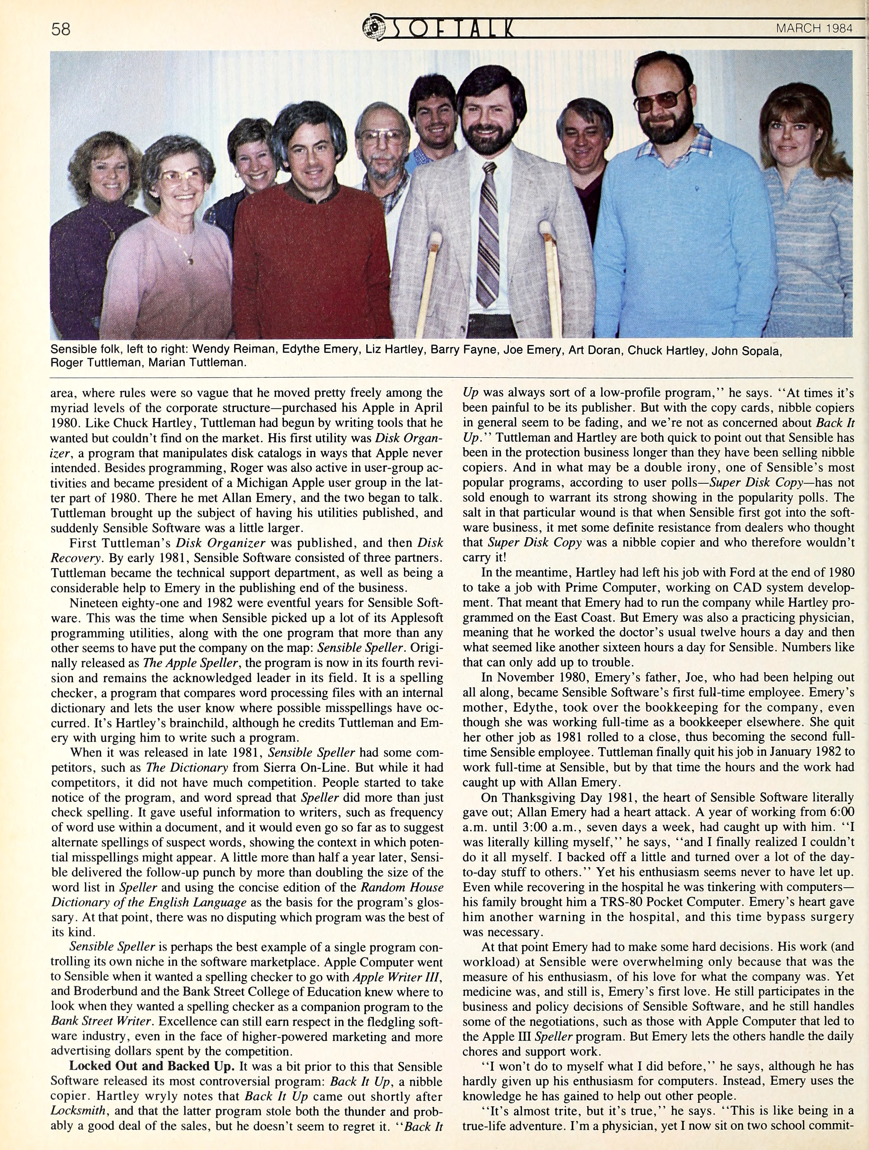 58
SOFTALK
MARCH 1984
Sensible folk, left to right: Wendy Reiman, Edythe Emery, Liz Hartley, Barry Fayne, Joe Emery, Art Doran, Chuck Hartley, John Sopala,
Roger Tuttleman, Marian Tuttleman.
area, where rules were so vague that he moved pretty freely among the
myriad levels of the corporate structure—purchased his Apple in April
1980. Like Chuck Hartley, Tuttleman had begun by writing tools that he
wanted but couldn't find on the market. His first utility was Disk Organ-
izer, a program that manipulates disk catalogs in ways that Apple never
intended. Besides programming, Roger was also active in user-group ac-
tivities and became president of a Michigan Apple user group in the lat-
ter part of 1980. There he met Allan Emery, and the two began to talk.
Tuttleman brought up the subject of having his utilities published, and
suddenly Sensible Software was a little larger.
First Tuttleman's Disk Organizer was published, and then Disk
Recovery. By early 1981, Sensible Software consisted of three partners.
Tuttleman became the technical support department, as well as being a
considerable help to Emery in the publishing end of the business.
Nineteen eighty-one and 1982 were eventful years for Sensible Soft-
ware. This was the time when Sensible picked up a lot of its Applesoft
programming utilities, along with the one program that more than any
other seems to have put the company on the map: Sensible Speller. Origi-
nally released as The Apple Speller, the program is now in its fourth revi-
sion and remains the acknowledged leader in its field. It is a spelling
checker, a program that compares word processing files with an internal
dictionary and lets the user know where possible misspellings have oc-
curred. It's Hartley's brainchild, although he credits Tuttleman and Em-
ery with urging him to write such a program.
When it was released in late 1981, Sensible Speller had some com-
petitors, such as The Dictionary from Sierra On-Line. But while it had
competitors, it did not have much competition. People started to take
notice of the program, and word spread that Speller did more than just
check spelling. It gave useful information to writers, such as frequency
of word use within a document, and it would even go so far as to suggest
alternate spellings of suspect words, showing the context in which poten-
tial misspellings might appear. A little more than half a year later, Sensi-
ble delivered the follow-up punch by more than doubling the size of the
word list in Speller and using the concise edition of the Random House
Dictionary of the English Language as the basis for the program's glos-
sary. At that point, there was no disputing which program was the best of
its kind.
Sensible Speller is perhaps the best example of a single program con-
trolling its own niche in the software marketplace. Apple Computer went
to Sensible when it wanted a spelling checker to go with Apple Writer III,
and Broderbund and the Bank Street College of Education knew where to
look when they wanted a spelling checker as a companion program to the
Bank Street Writer. Excellence can still earn respect in the fledgling soft-
ware industry, even in the face of higher-powered marketing and more
advertising dollars spent by the competition.
Locked Out and Backed Up. It was a bit prior to this that Sensible
Software released its most controversial program: Back It Up, a nibble
copier. Hartley wryly notes that Back It Up came out shortly after
Locksmith, and that the latter program stole both the thunder and prob-
ably a good deal of the sales, but he doesn't seem to regret it. "Back It
Up was always sort of a low-profile program," he says. "At times it's
been painful to be its publisher. But with the copy cards, nibble copiers
in general seem to be fading, and we're not as concerned about Back It
Up." Tuttleman and Hartley are both quick to point out that Sensible has
been in the protection business longer than they have been selling nibble
copiers. And in what may be a double irony, one of Sensible's most
popular programs, according to user polls—Super Disk Copy—has not
sold enough to warrant its strong showing in the popularity polls. The
salt in that particular wound is that when Sensible first got into the soft-
ware business, it met some definite resistance from dealers who thought
that Super Disk Copy was a nibble copier and who therefore wouldn't
carry it!
In the meantime, Hartley had left his job with Ford at the end of 1980
to take a job with Prime Computer, working on CAD system develop-
ment. That meant that Emery had to run the company while Hartley pro-
grammed on the East Coast. But Emery was also a practicing physician,
meaning that he worked the doctor's usual twelve hours a day and then
what seemed like another sixteen hours a day for Sensible. Numbers like
that can only add up to trouble.
In November 1980, Emery's father, Joe, who had been helping out
all along, became Sensible Software's first full-time employee. Emery's
mother, Edythe, took over the bookkeeping for the company, even
though she was working full-time as a bookkeeper elsewhere. She quit
her other job as 1981 rolled to a close, thus becoming the second full-
time Sensible employee. Tuttleman finally quit his job in January 1982 to
work full-time at Sensible, but by that time the hours and the work had
caught up with Allan Emery.
On Thanksgiving Day 1981, the heart of Sensible Software literally
gave out; Allan Emery had a heart attack. A year of working from 6:00
a.m. until 3:00 a.m., seven days a week, had caught up with him. "I
was literally killing myself," he says, "and I finally realized I couldn't
do it all myself. I backed off a little and turned over a lot of the day-
to-day stuff to others." Yet his enthusiasm seems never to have let up.
Even while recovering in the hospital he was tinkering with computers—
his family brought him a TRS-80 Pocket Computer. Emery's heart gave
him another warning in the hospital, and this time bypass surgery
was necessary.
At that point Emery had to make some hard decisions. His work (and
workload) at Sensible were overwhelming only because that was the
measure of his enthusiasm, of his love for what the company was. Yet
medicine was, and still is, Emery's first love. He still participates in the
business and policy decisions of Sensible Software, and he still handles
some of the negotiations, such as those with Apple Computer that led to
the Apple III Speller program. But Emery lets the others handle the daily
chores and support work.
"I won't do to myself what I did before," he says, although he has
hardly given up his enthusiasm for computers. Instead, Emery uses the
knowledge he has gained to help out other people.
"It's almost trite, but it's true," he says. "This is like being in a
true-life adventure. I'm a physician, yet I now sit on two school commit-